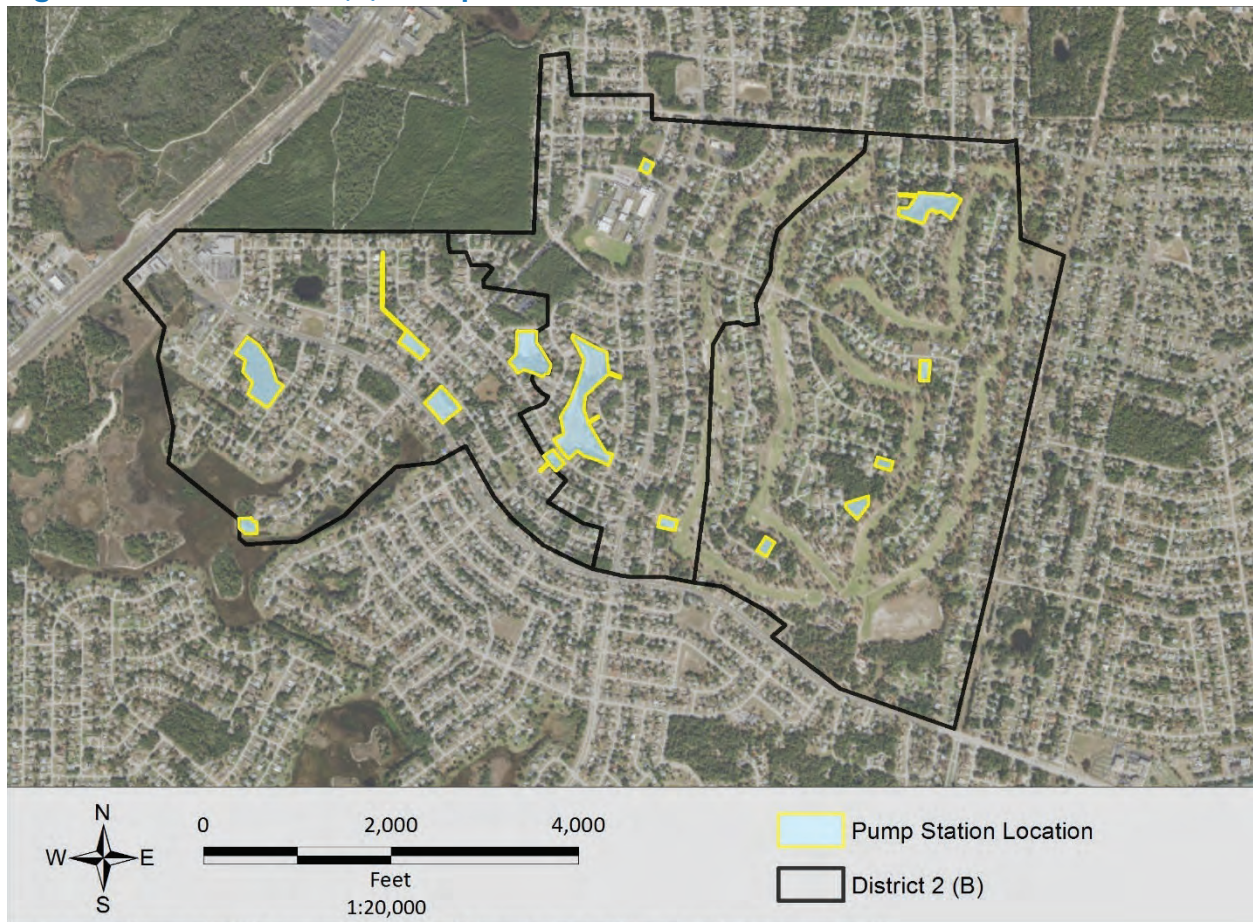 N
W E
S
0 2,000 4,000
Feet
1:20,000
Pump Station Location
District 2 (B)